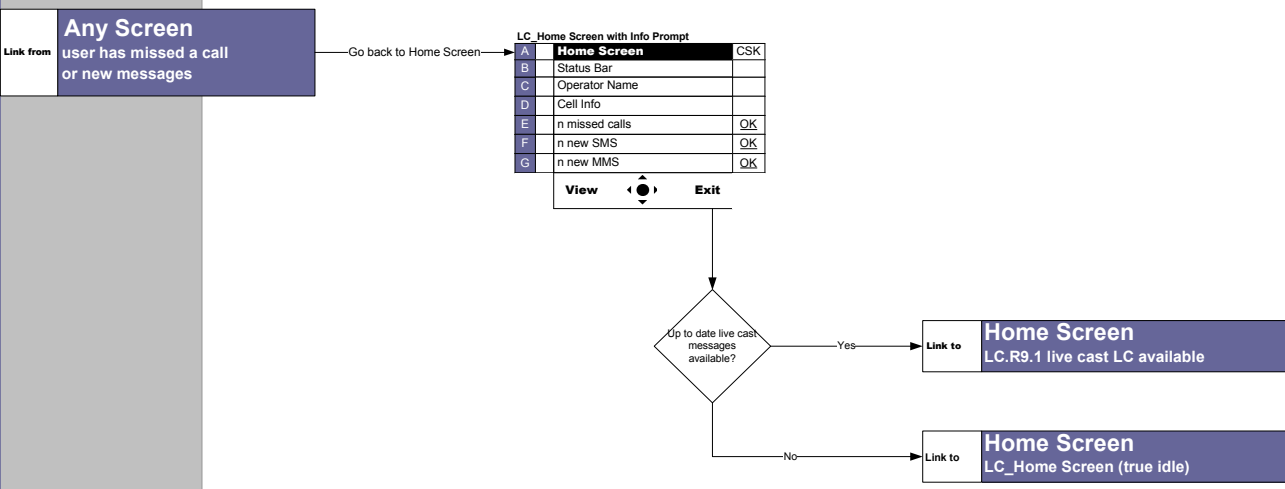 Link from
Any Screen
user has missed a call
or new messages
Go back to Home Screen
LC_Home Screen with Info Prompt
A Home Screen CSK
B Status Bar
C Operator Name
D Cell Info
E n missed calls OK
F n new SMS OK
G n new MMS OK
View Exit
Up to date live cast
messages
available?
Yes
Link to
Home Screen
LC.R9.1 live cast LC available
No
Link to
Home Screen
LC_Home Screen (true idle)